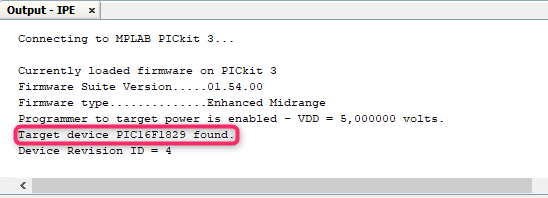 Output - IPE ×
Connecting to MPLAB PICkit 3...
Currently loaded firmware on PICkit 3
Firmware Suite Version.....01.54.00
Firmware type..............Enhanced Midrange
Programmer to target power is enabled - VDD = 5,000000 volts.
Target device PIC16F1829 found.
Device Revision ID = 4